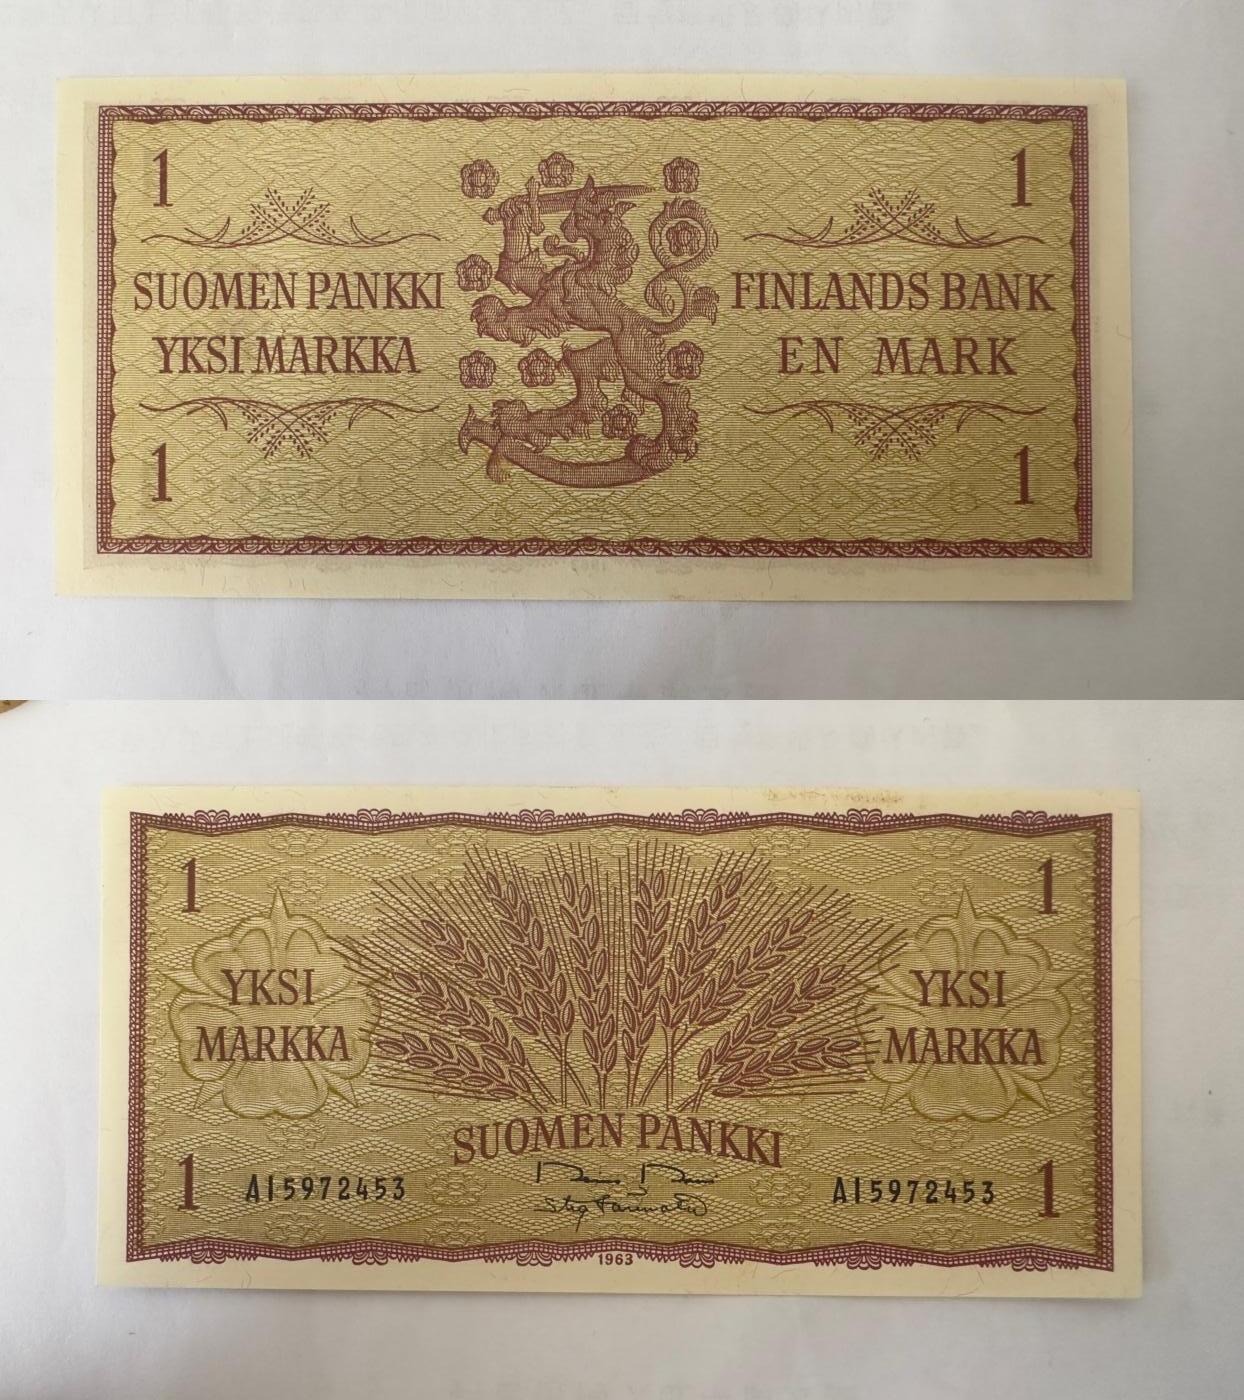 1 1
SUOMEN PANKKI FINLANDS BANK
YKSI MARKKA EN MARK
1 1
1 1
YKSI YKSI
MARKKA MARKKA
SUOMEN PANKKI
1 A15972453 A15972453 1
1963